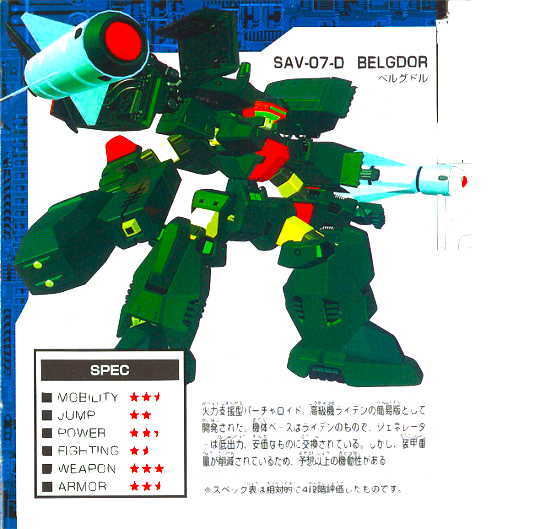 SAV-07-D BELGDOR
ベルグドル
SPEC
MOBILITY ★★
JUMP ★★
POWER ★★
FIGHTING ★
WEAPON ★★★
ARMOR ★★
火力支援型バーチャロイド、高級機ライデンの簡易版として
開発された、機体ベースはライデンのもので、ジェネレータ
ーは低出力、安価なものに交換されている。しかし、装甲重
量が削減されているため、予想以上の機動性がある
※スペック表は相対的に4段階評価したものです。